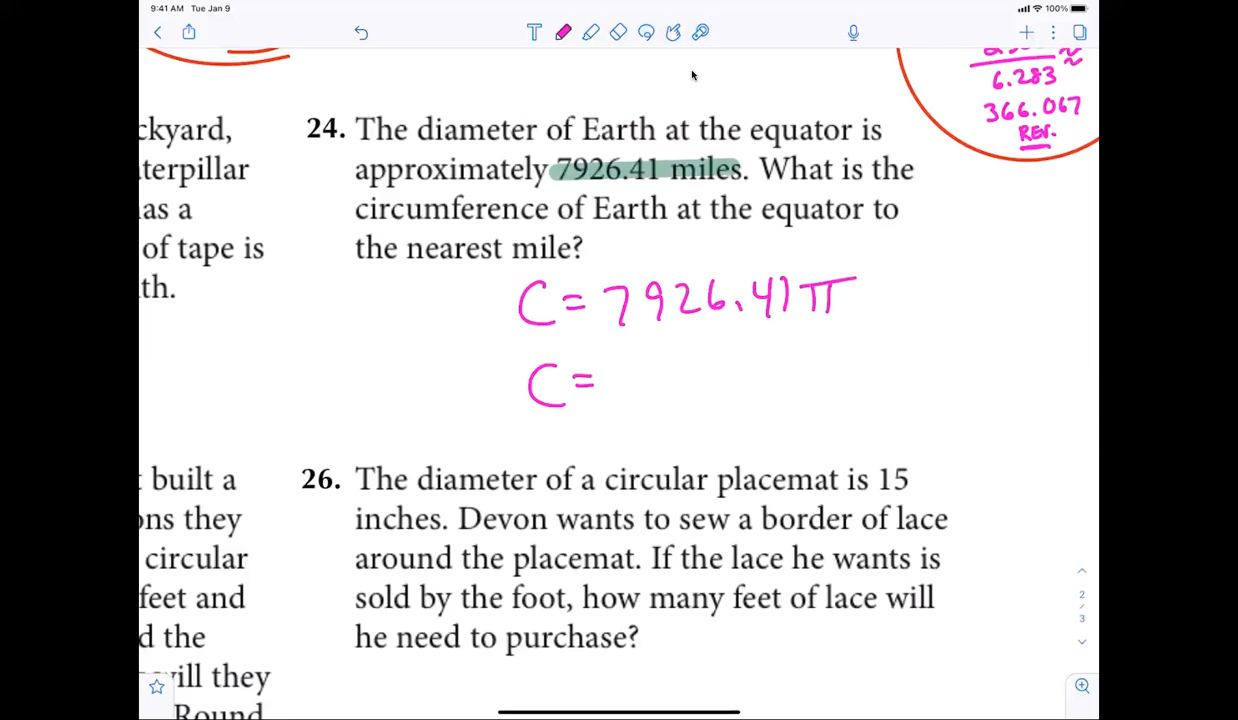 9:41 AM Tue Jan 9
100%
6.283
366.067
REV.
ckyard,
terpillar
as a
of tape is
th.
24. The diameter of Earth at the equator is
approximately 7926.41 miles. What is the
circumference of Earth at the equator to
the nearest mile?
C = 7926.41π
C =
built a
ons they
circular
feet and
d the
will they
Round
26. The diameter of a circular placemat is 15
inches. Devon wants to sew a border of lace
around the placemat. If the lace he wants is
sold by the foot, how many feet of lace will
he need to purchase?
2
/
3